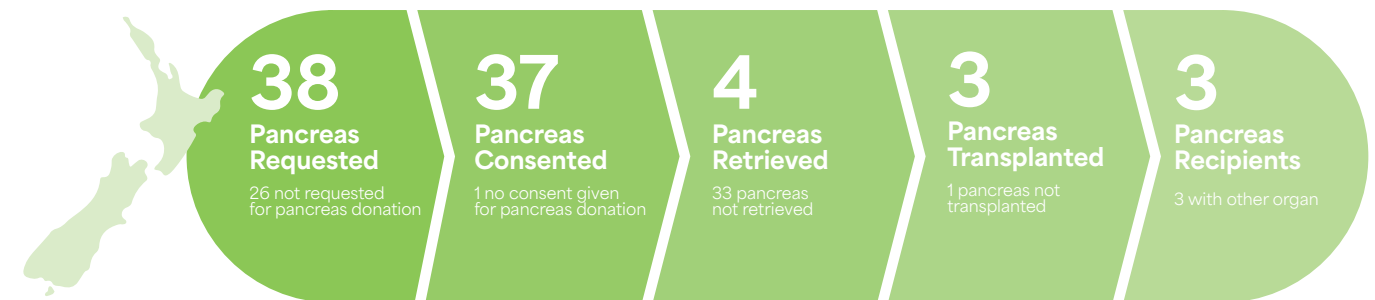 38
Pancreas
Requested
26 not requested
for pancreas donation
37
Pancreas
Consented
1 no consent given
for pancreas donation
4
Pancreas
Retrieved
33 pancreas
not retrieved
3
Pancreas
Transplanted
1 pancreas not
transplanted
3
Pancreas
Recipients
3 with other organ